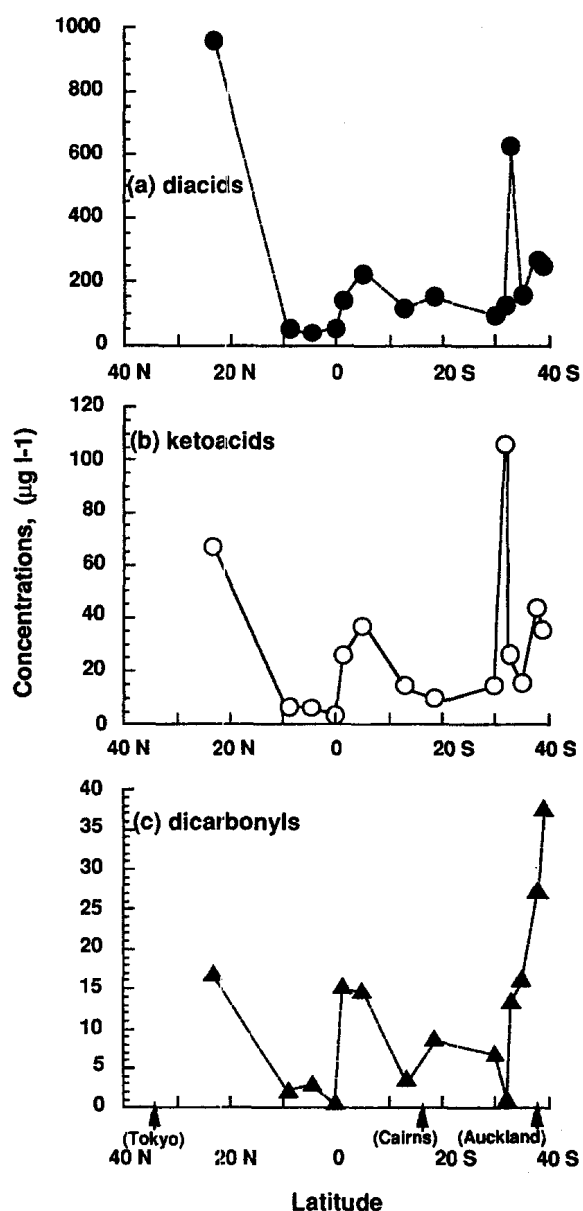 1000
800
(a) diacids
600
400
200
0
40 N 20 N 0 20 S 40 S
120
(b) ketoacids
100
80
60
40
20
0
40 N 20 N 0 20 S 40 S
Concentrations, (μg l-1)
40
(c) dicarbonyls
35
30
25
20
15
10
5
0
(Tokyo) (Cairns) (Auckland)
40 N 20 N 0 20 S 40 S
Latitude